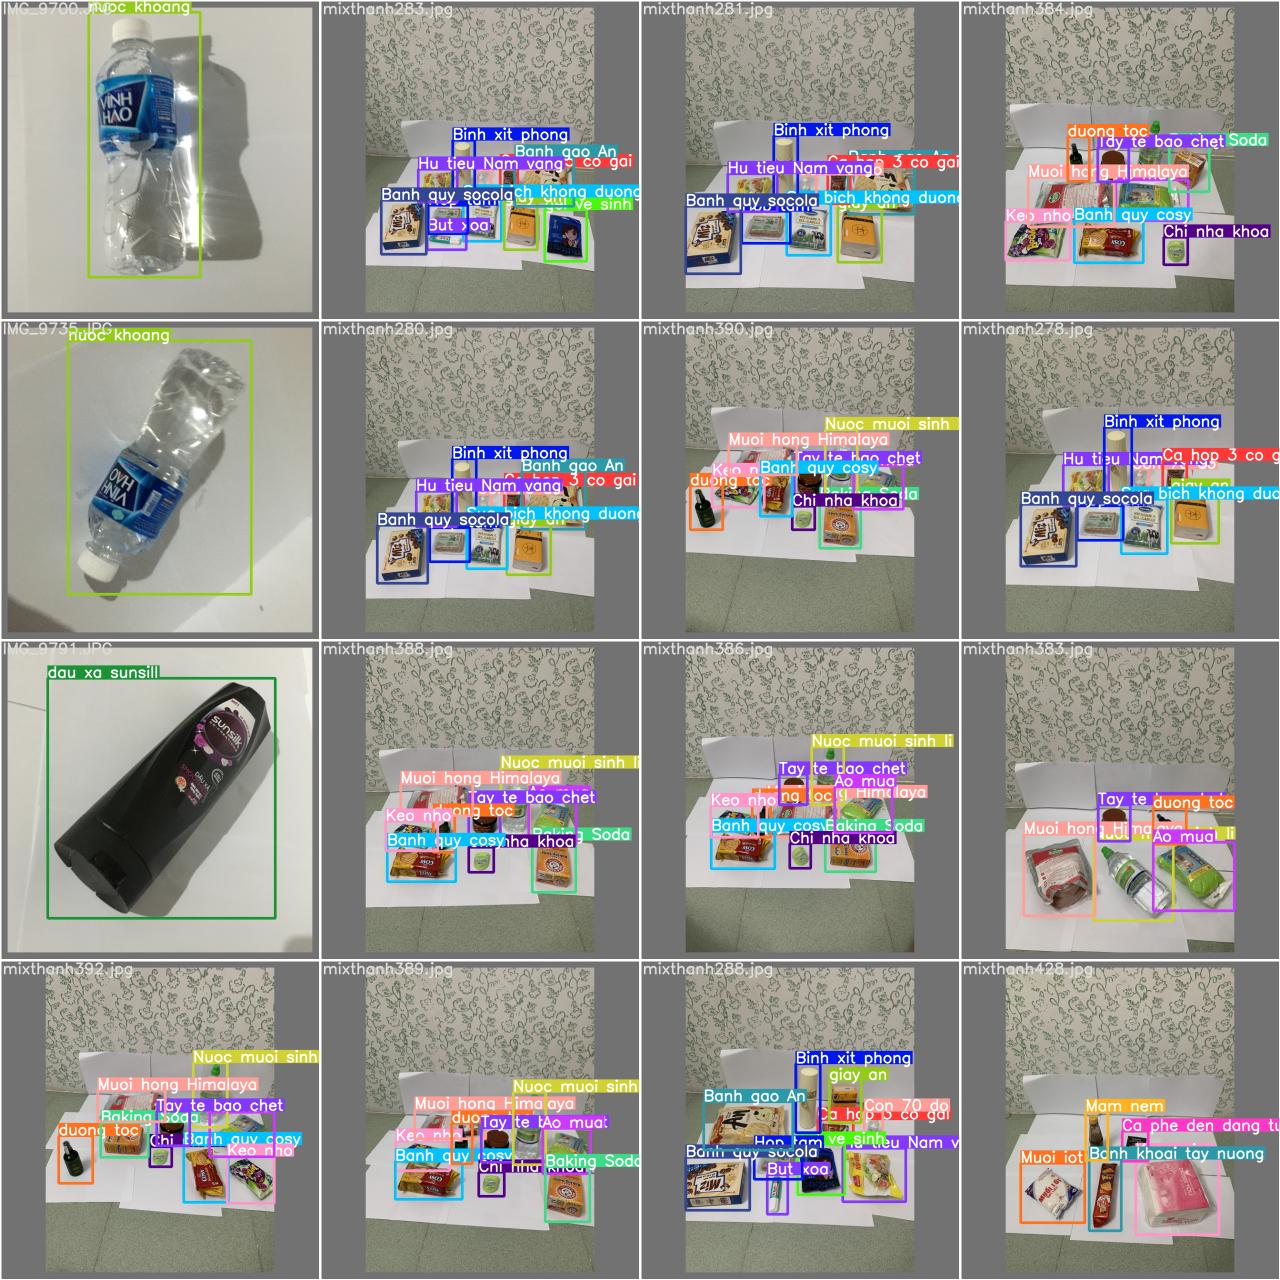 IMG_9700.JPG
nuoc khoang
VINH
HAO
mixthanh283.jpg
Binh xit phong
Banh gao An
Hu tieu Nam vang
co gai
Banh quy socola
bich khong duong
ve sinh
But xoa
mixthanh281.jpg
Binh xit phong
Hu tieu Nam vang
Ca hop 3 co gai
Banh quy socola
bich khong duon
mixthanh384.jpg
duong toc
Tay te bao chet
Soda
Muoi hong Himalaya
Keo nho
Banh quy cosy
Chi nha khoa
IMG_9735.JPG
nuoc khoang
VINH
HAO
mixthanh280.jpg
Binh xit phong
Banh gao An
Hu tieu Nam vang
3 co gai
Banh quy socola
bich khong duong
mixthanh390.jpg
Nuoc muoi sinh
Muoi hong Himalaya
Tay te bao chet
Keo n
Banh quy cosy
duong toc
Soda
Chi nha khoa
mixthanh278.jpg
Binh xit phong
Hu tieu Nam
Ca hop 3 co g
giay an
Banh quy socola
bich khong duon
IMG_9791.JPG
dau xa sunsill
sunsilk
mixthanh388.jpg
Nuoc muoi sinh li
Muoi hong Himalaya
Tay te bao chet
Keo nho
ong toc
Baking Soda
Banh quy cosy
nha khoa
mixthanh386.jpg
Nuoc muoi sinh li
Tay te bao chet
Ao mua
Keo nho
ng toc
g Himalaya
Banh quy cosy
Baking Soda
Chi nha khoa
mixthanh383.jpg
Tay te b
duong toc
Muoi hong Himalaya
li
Ao mua
mixthanh392.jpg
Nuoc muoi sinh
Muoi hong Himalaya
Tay te bao chet
Baking Soda
duong toc
Chi
Banh quy cosy
Keo nho
mixthanh389.jpg
Nuoc muoi sinh
Muoi hong Himalaya
duo
Tay te b
Ao mua
Keo nho
Banh quy cosy
Baking Soda
Chi nha khoa
mixthanh288.jpg
Binh xit phong
giay an
Banh gao An
Con 70 do
Ca hop 3 co gai
Hop tam
ve sinh
tieu Nam v
Banh quy socola
But xoa
mixthanh428.jpg
Mam nem
Ca phe den dang tu
Muoi iot
Banh khoai tay nuong